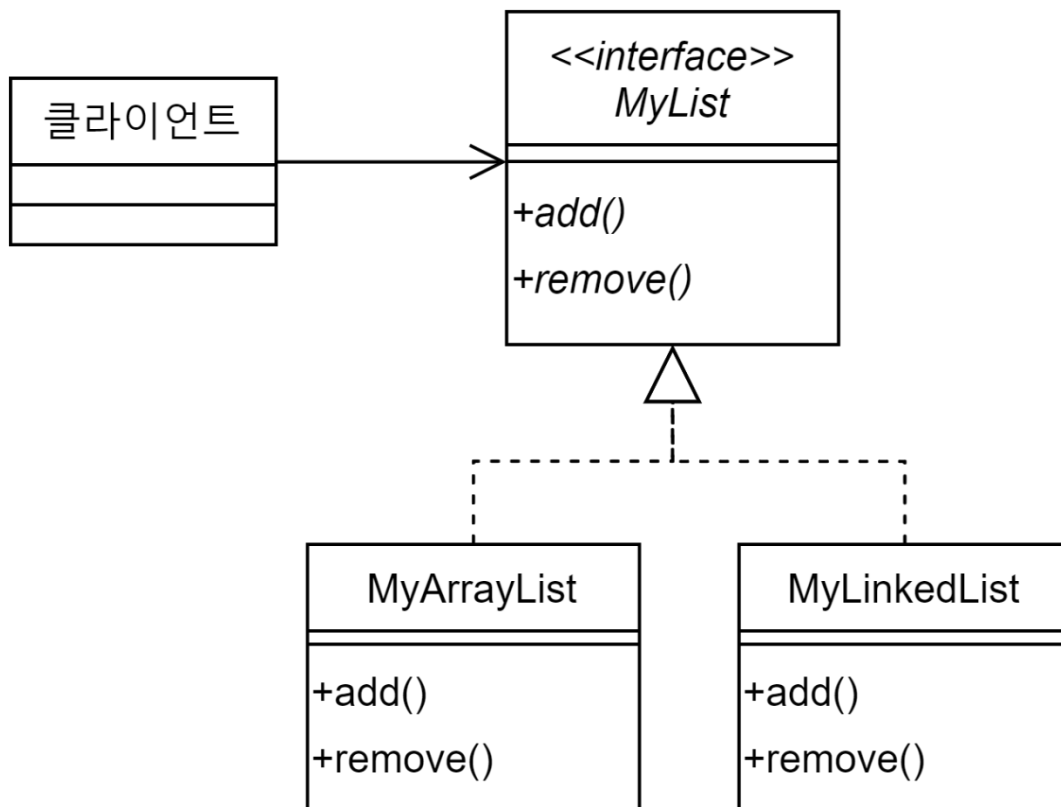 클라이언트
<<interface>>
MyList
+add()
+remove()
MyArrayList
+add()
+remove()
MyLinkedList
+add()
+remove()